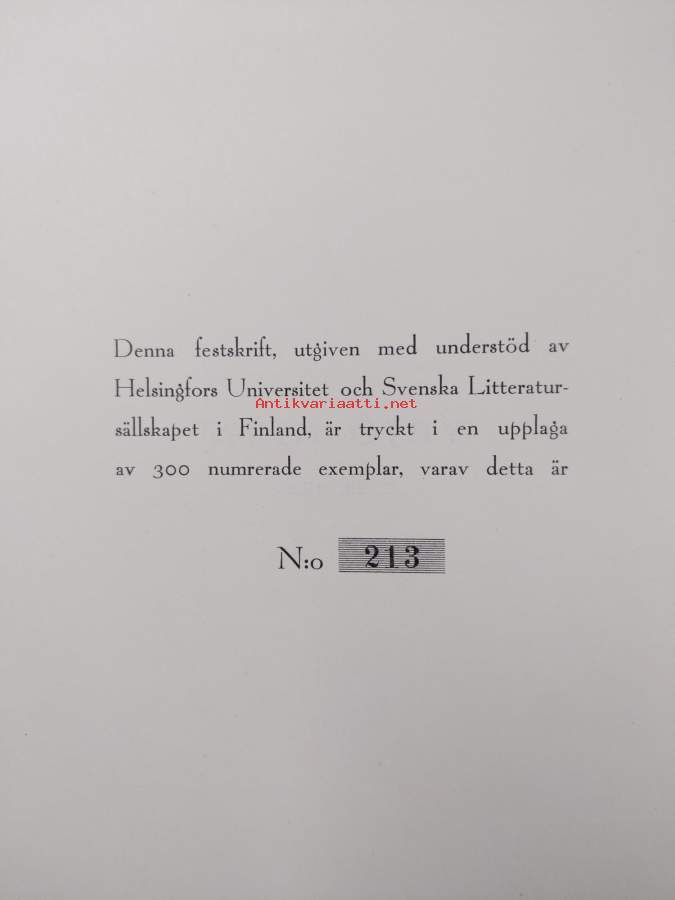 Denna festskrift, utgiven med understöd av
Helsingfors Universitet och Svenska Litteratur-
Antikvariaatti.net
sällskapet i Finland, är tryckt i en upplaga
av 300 numrerade exemplar, varav detta är
N:o 213